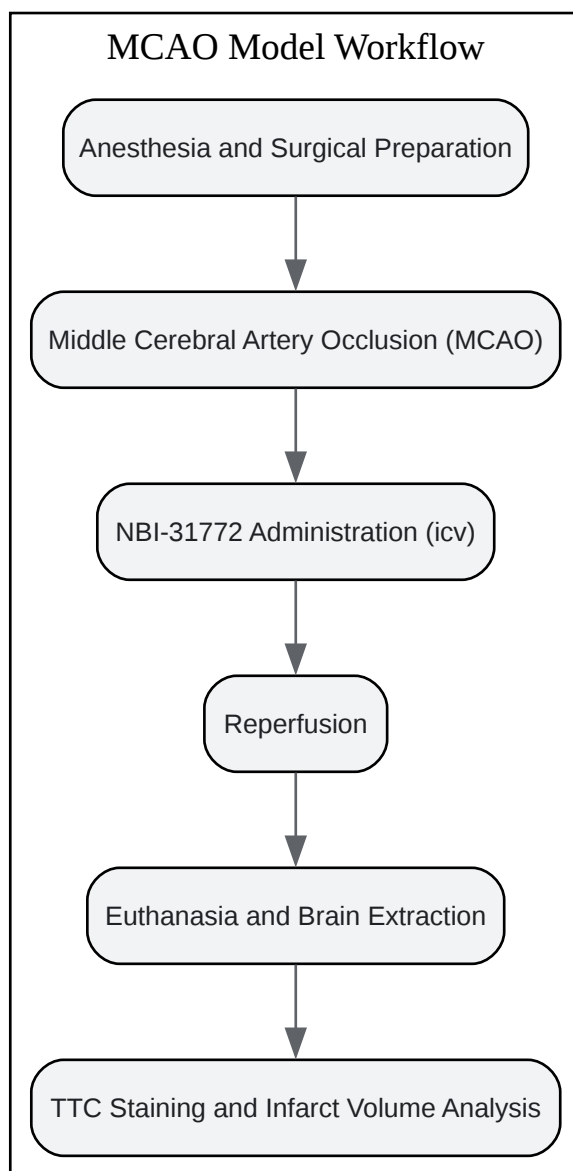 MCAO Model Workflow
Anesthesia and Surgical Preparation
Middle Cerebral Artery Occlusion (MCAO)
NBI-31772 Administration (icv)
Reperfusion
Euthanasia and Brain Extraction
TTC Staining and Infarct Volume Analysis